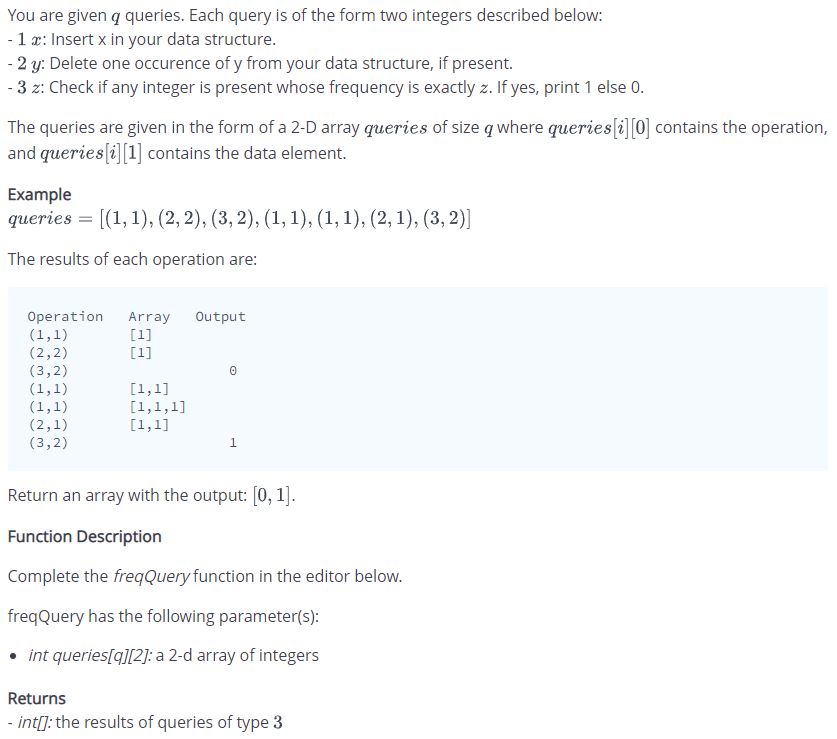 You are given q queries. Each query is of the form two integers described below:
- 1 x: Insert x in your data structure.
- 2 y: Delete one occurence of y from your data structure, if present.
- 3 z: Check if any integer is present whose frequency is exactly z. If yes, print 1 else 0.
The queries are given in the form of a 2-D array queries of size q where queries[i][0] contains the operation,
and queries[i][1] contains the data element.
Example
queries = [(1, 1), (2, 2), (3, 2), (1, 1), (1, 1), (2, 1), (3, 2)]
The results of each operation are:
Operation Array Output
(1,1) [1]
(2,2) [1]
(3,2) 0
(1,1) [1,1]
(1,1) [1,1,1]
(2,1) [1,1]
(3,2) 1
Return an array with the output: [0, 1].
Function Description
Complete the freqQuery function in the editor below.
freqQuery has the following parameter(s):
• int queries[q][2]: a 2-d array of integers
Returns
- int[]: the results of queries of type 3